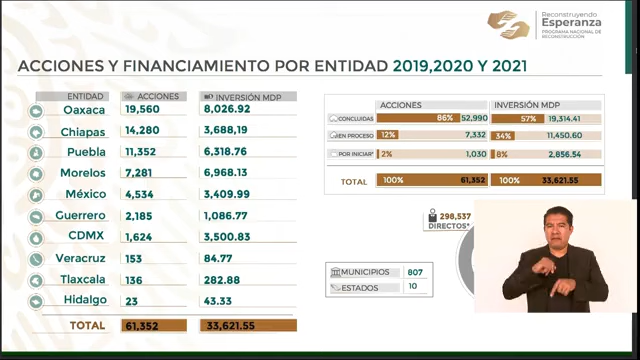 Reconstruyendo
Esperanza
PROGRAMA NACIONAL DE
RECONSTRUCCIÓN
ACCIONES Y FINANCIAMIENTO POR ENTIDAD 2019,2020 Y 2021
ENTIDAD ACCIONES INVERSIÓN MDP
Oaxaca 19,560 8,026.92
Chiapas 14,280 3,688.19
Puebla 11,352 6,318.76
Morelos 7,281 6,968.13
México 4,534 3,409.99
Guerrero 2,185 1,086.77
CDMX 1,624 3,500.83
Veracruz 153 84.77
Tlaxcala 136 282.88
Hidalgo 23 43.33
TOTAL 61,352 33,621.55
ACCIONES INVERSIÓN MDP
CONCLUIDAS 86% 52,990 57% 19,314.41
EN PROCESO 12% 7,332 34% 11,450.60
POR INICIAR* 2% 1,030 8% 2,856.54
TOTAL 100% 61,352 100% 33,621.55
298,537
DIRECTOS*
MUNICIPIOS 807
ESTADOS 10